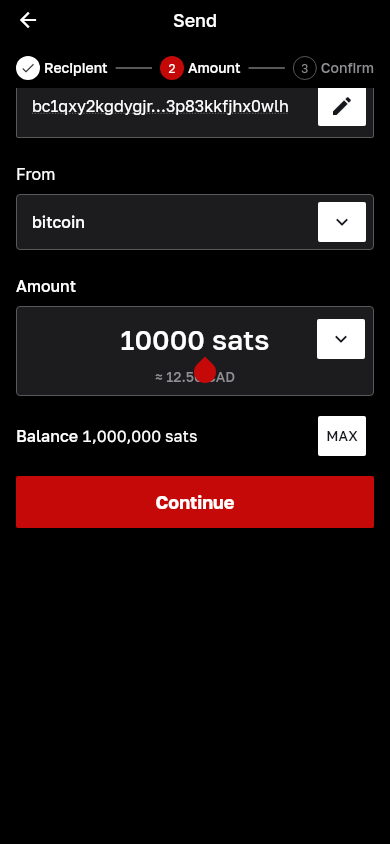 Send
Recipient
2 Amount
3 Confirm
bc1qxy2kgdygjr...3p83kkfjhx0wlh
From
bitcoin
Amount
10000 sats
≈ 12.5
AD
Balance 1,000,000 sats
MAX
Continue